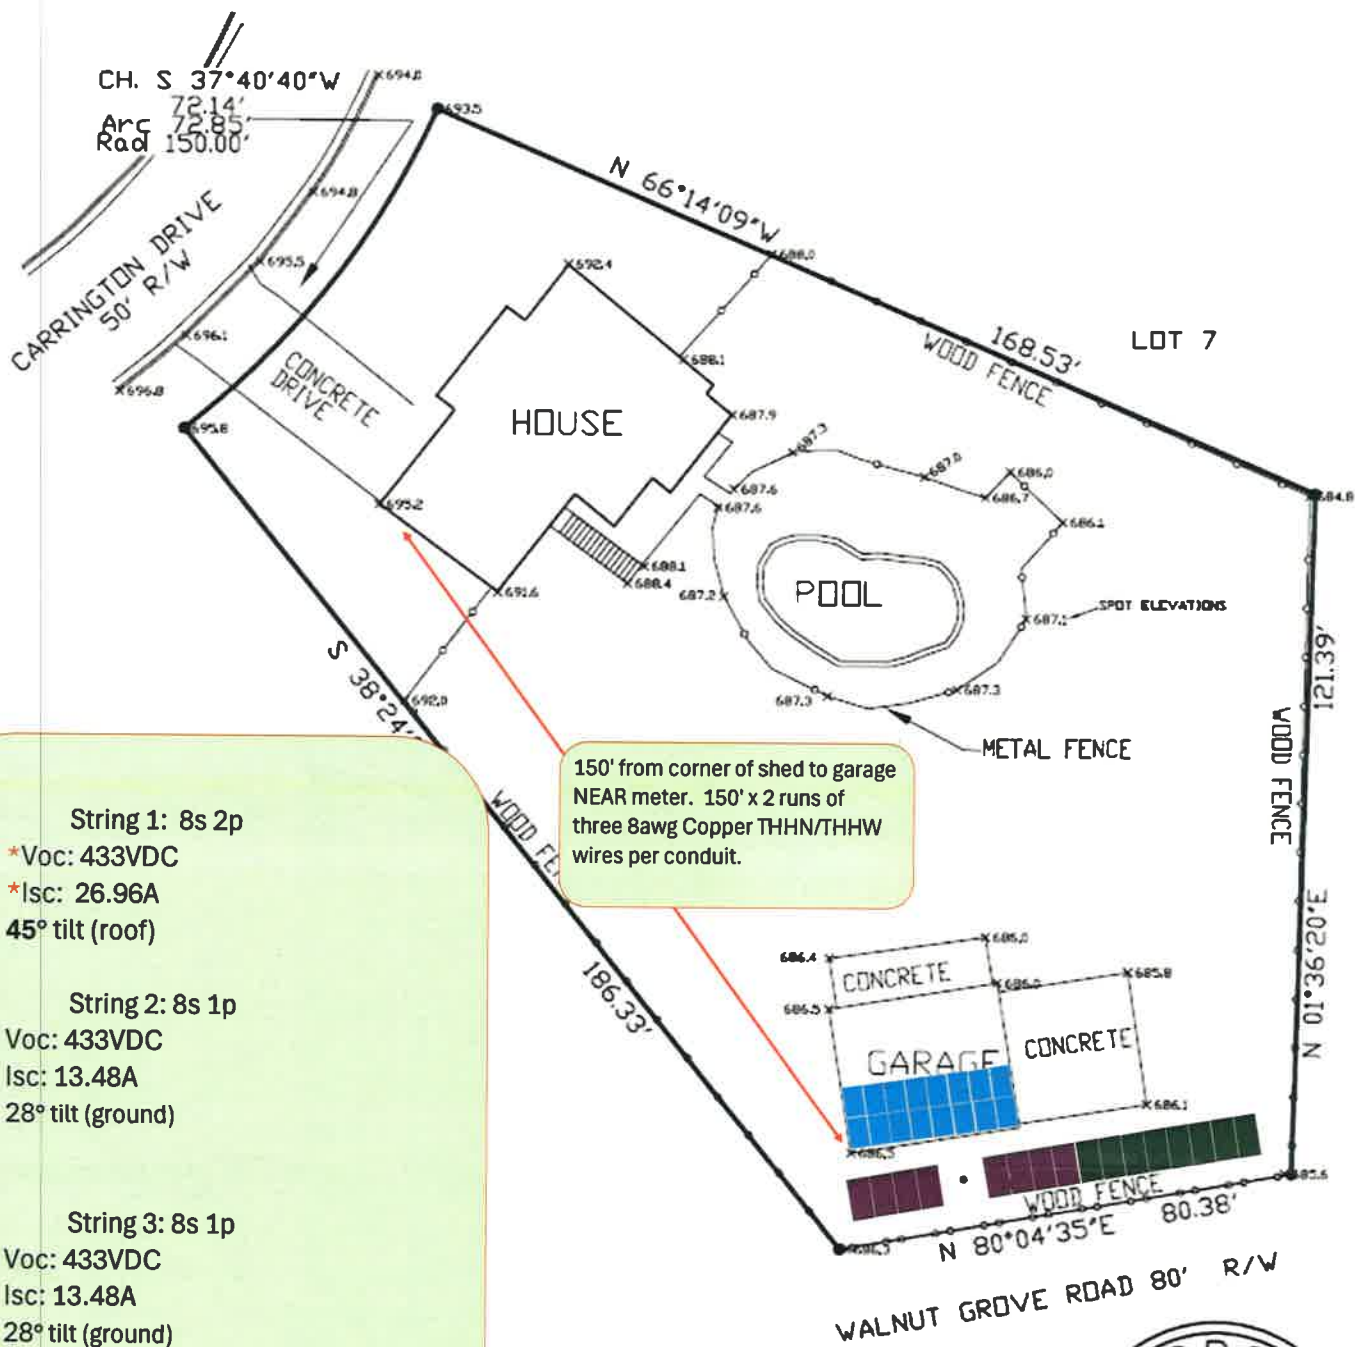 CH. S 37°40'40"W
72.14'
Arc 72.85'
Rad 150.00'
694.0
693.5
N 66°14'09"W
694.8
CARRINGTON DRIVE
50' R/W
695.5
692.4
688.0
696.1
696.8
CONCRETE
DRIVE
688.1
WOOD FENCE
168.53'
LOT 7
695.8
HOUSE
687.9
687.3
687.0
686.0
687.6
686.7
684.8
695.2
687.6
686.1
688.1
688.4
691.6
687.2
POOL
687.1
SPOT ELEVATIONS
S 38°24'
692.0
687.3
687.3
METAL FENCE
121.39'
WOOD FENCE
N 01°36'20"E
150' from corner of shed to garage
NEAR meter. 150' x 2 runs of
three 8awg Copper THHN/THHW
wires per conduit.
WOOD FE
186.33'
String 1: 8s 2p
*Voc: 433VDC
*Isc: 26.96A
45° tilt (roof)
String 2: 8s 1p
Voc: 433VDC
Isc: 13.48A
28° tilt (ground)
String 3: 8s 1p
Voc: 433VDC
Isc: 13.48A
28° tilt (ground)
686.4
686.0
CONCRETE
686.5
686.0
685.8
GARAGE
CONCRETE
686.1
686.5
WOOD FENCE
685.6
686.5
N 80°04'35"E
80.38'
WALNUT GROVE ROAD 80' R/W